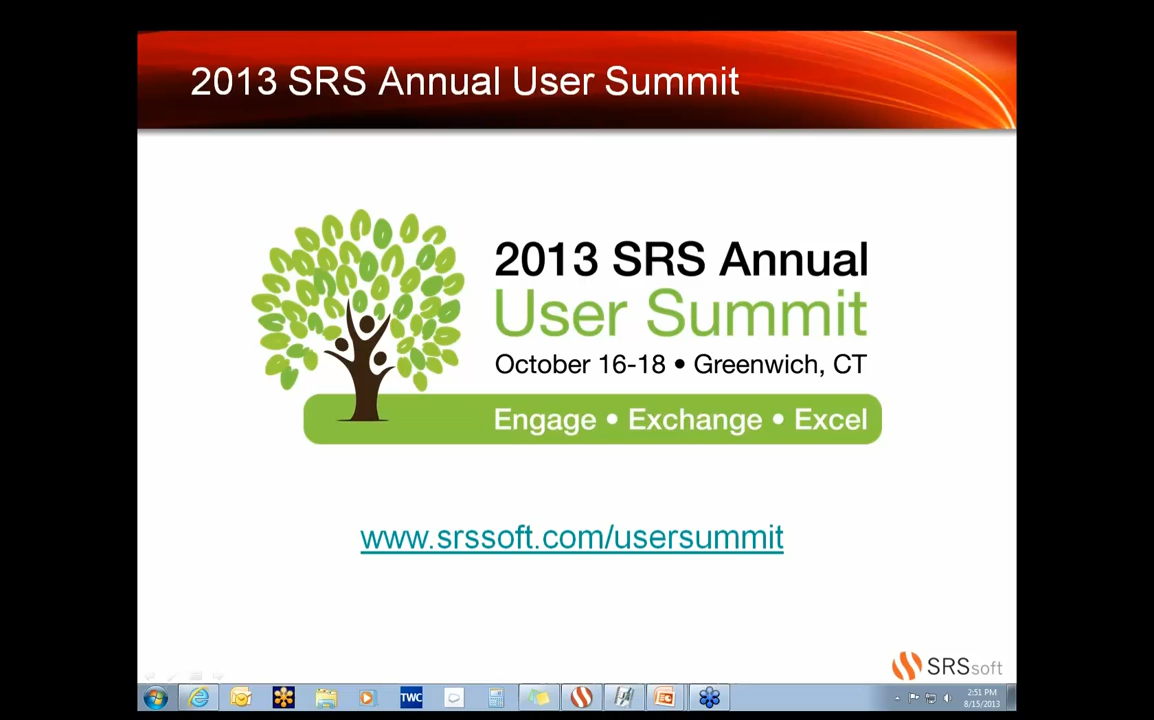 2013 SRS Annual User Summit
2013 SRS Annual
User Summit
October 16-18 • Greenwich, CT
Engage • Exchange • Excel
www.srssoft.com/usersummit
SRSsoft
TWC
2:51 PM
8/15/2013